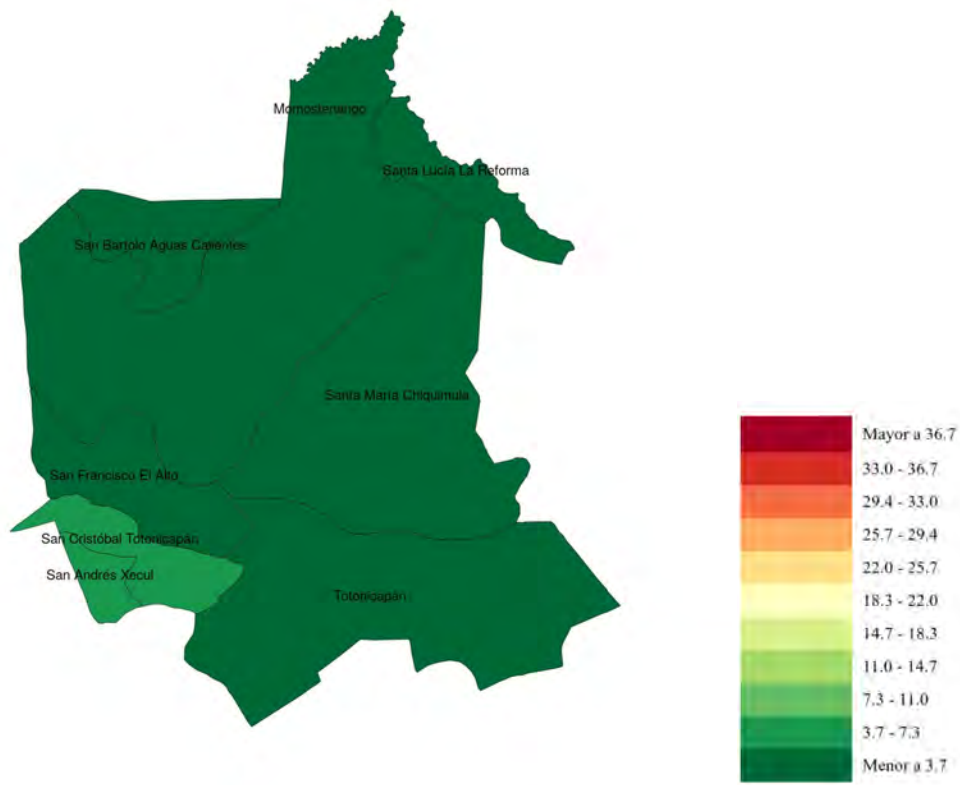 Momostenango
Santa Lucía La Reforma
San Bartolo Aguas Calientes
Santa María Chiquimula
San Francisco El Alto
San Cristóbal Totonicapán
San Andrés Xecul
Totonicapán
Mayor a 36.7
33.0 - 36.7
29.4 - 33.0
25.7 - 29.4
22.0 - 25.7
18.3 - 22.0
14.7 - 18.3
11.0 - 14.7
7.3 - 11.0
3.7 - 7.3
Menor a 3.7